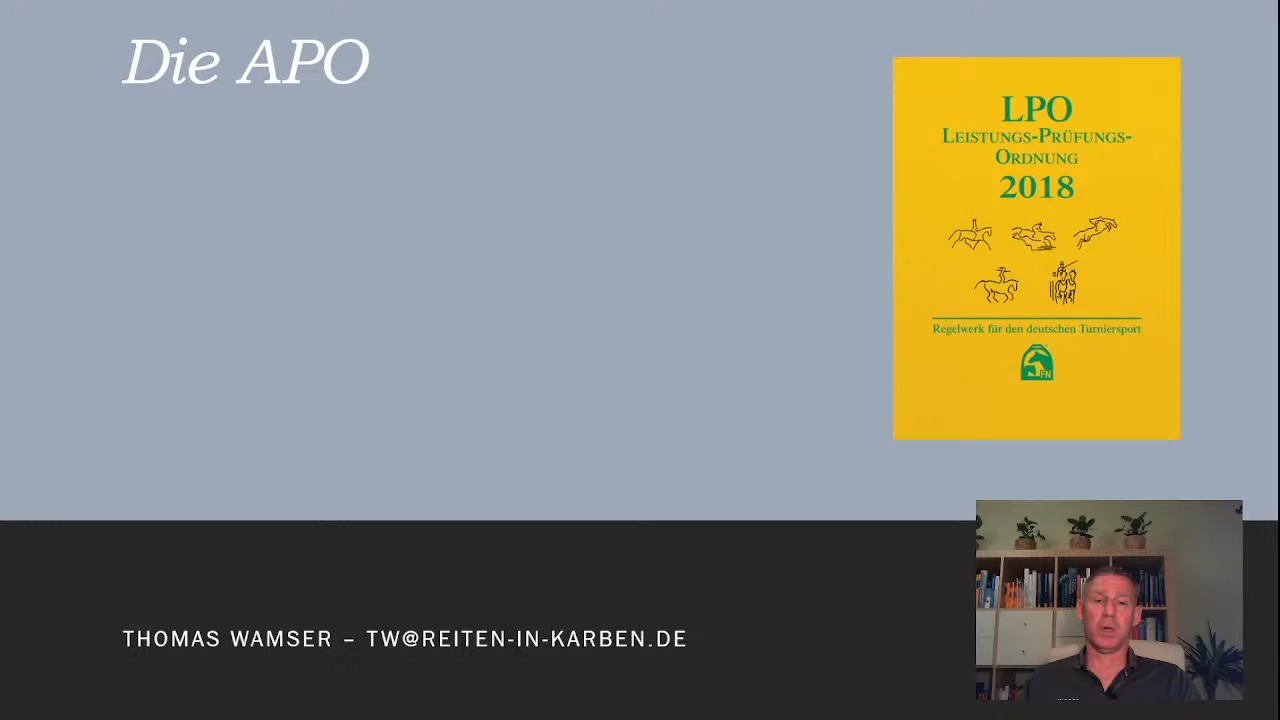 Die APO
LPO
LEISTUNGS-PRÜFUNGS-
ORDNUNG
2018
Regelwerk für den deutschen Turniersport
FN
THOMAS WAMSER – TW@REITEN-IN-KARBEN.DE